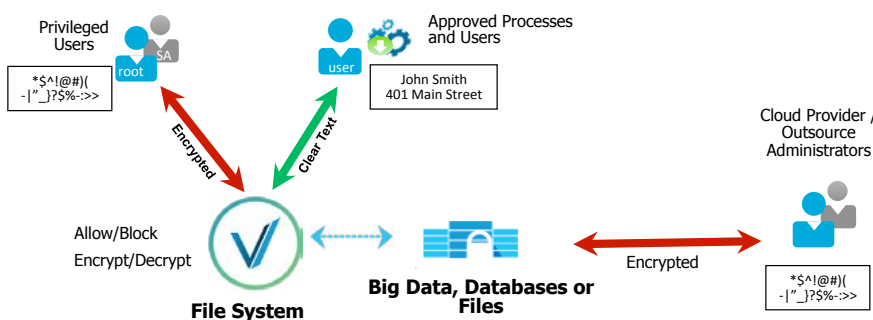 Privileged
Users
SA
root
*$^!@#)(
-|"_}?$%-:>>
Approved Processes
and Users
user
John Smith
401 Main Street
Encrypted
Clear Text
Cloud Provider /
Outsource
Administrators
Allow/Block
Encrypt/Decrypt
File System
Big Data, Databases or
Files
Encrypted
*$^!@#)(
-|"_}?$%-:>>